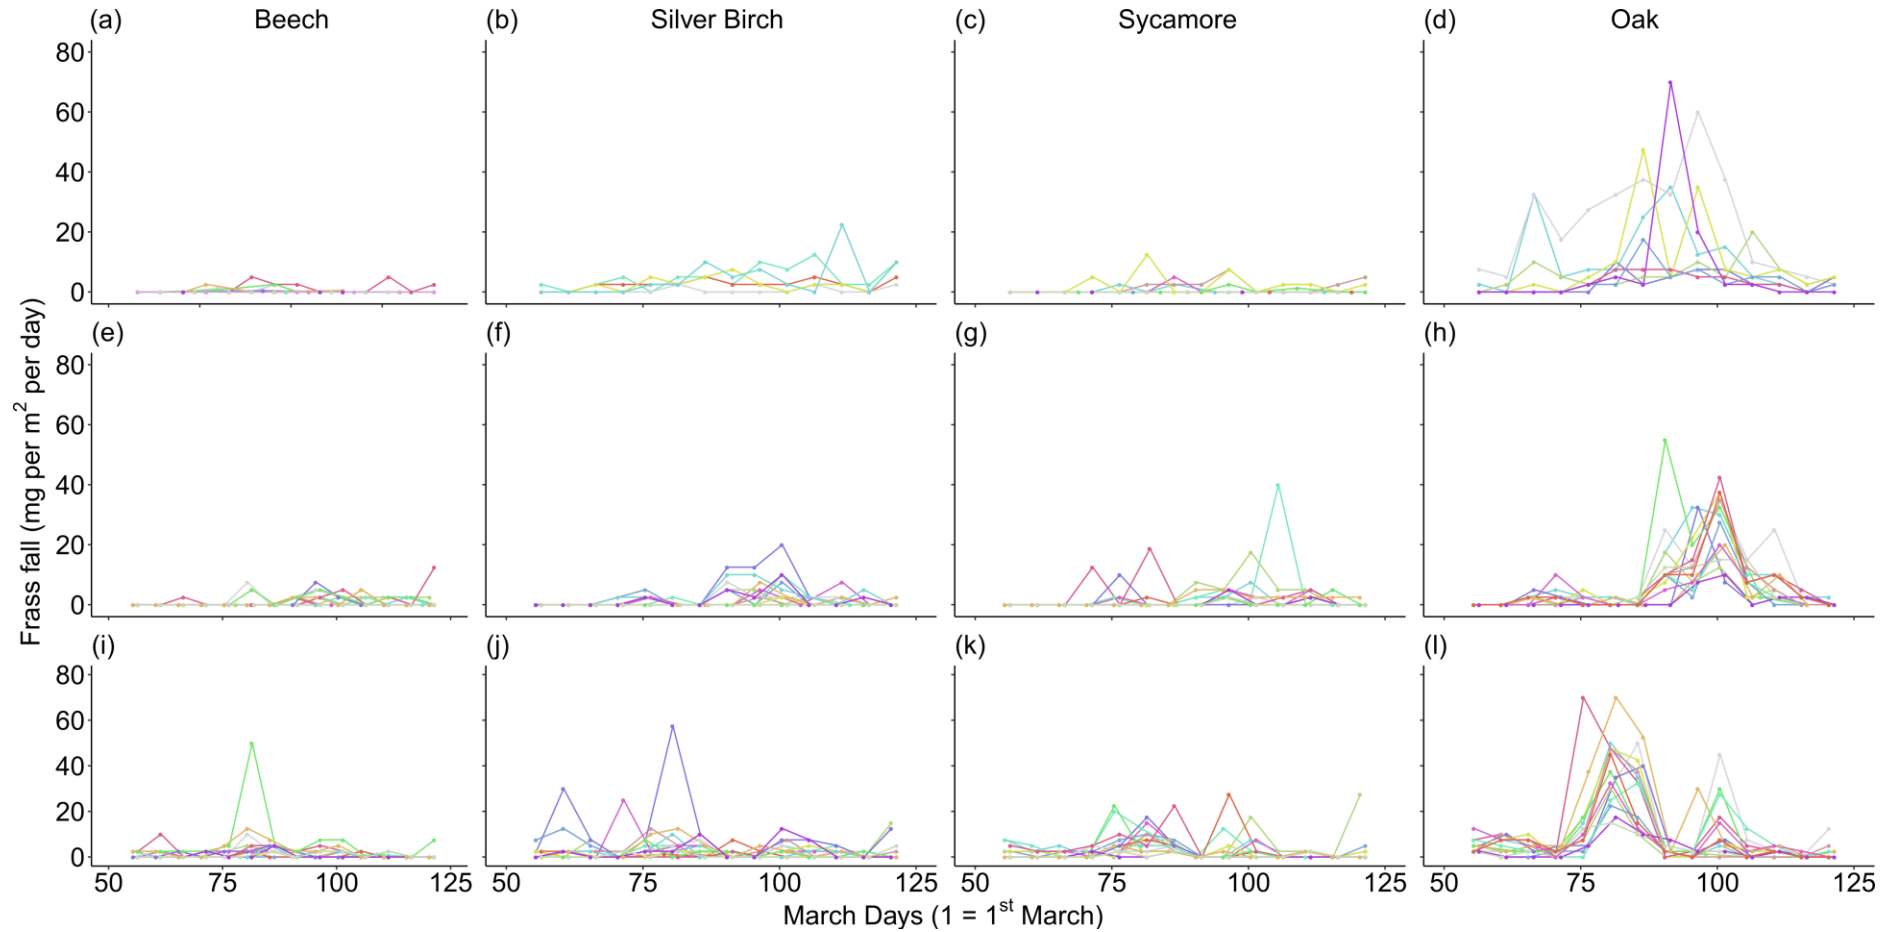 (a) Beech (b) Silver Birch (c) Sycamore (d) Oak
80
60
40
20
0
(e) (f) (g) (h)
80
60
40
20
0
(i) (j) (k) (l)
80
60
40
20
0
50 75 100 125 50 75 100 125 50 75 100 125 50 75 100 125
Frass fall (mg per m² per day)
March Days (1 = 1ˢᵗ March)